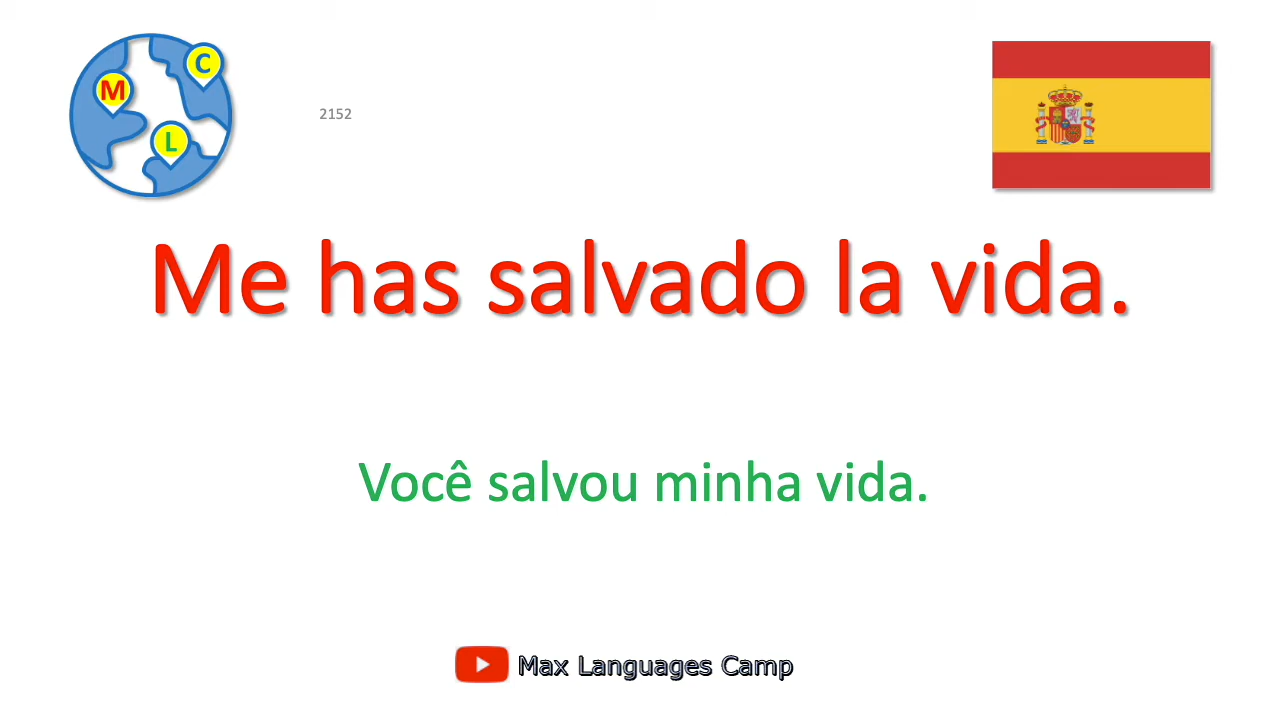 M
C
L
2152
Me has salvado la vida.
Você salvou minha vida.
Max Languages Camp